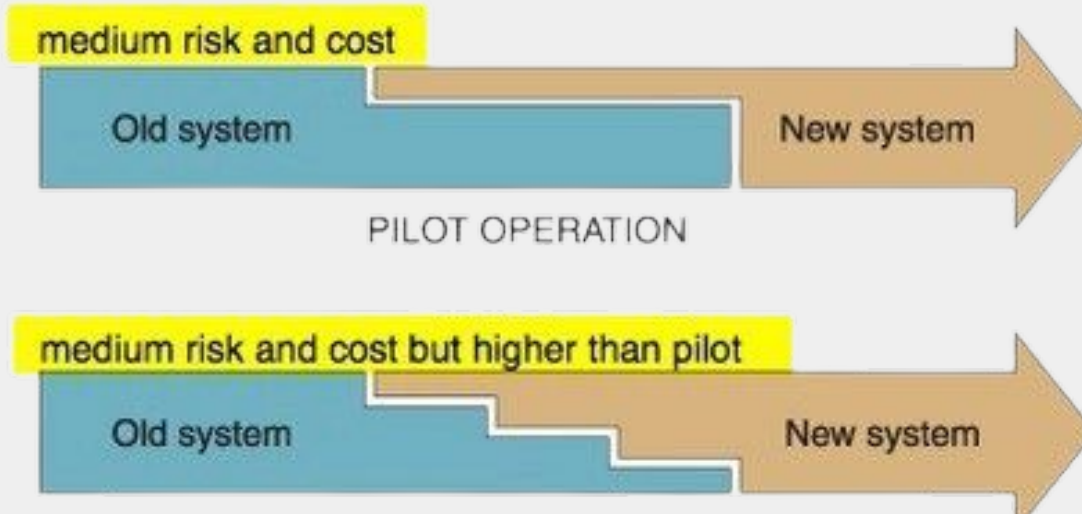 medium risk and cost
Old system
New system
PILOT OPERATION
medium risk and cost but higher than pilot
Old system
New system